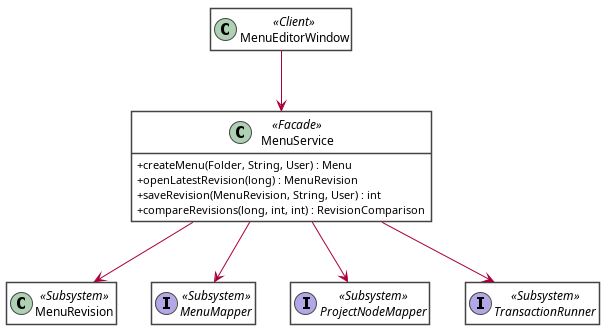 C
«Client»
MenuEditorWindow
C
«Facade»
MenuService
+createMenu(Folder, String, User) : Menu
+openLatestRevision(long) : MenuRevision
+saveRevision(MenuRevision, String, User) : int
+compareRevisions(long, int, int) : RevisionComparison
C
«Subsystem»
MenuRevision
I
«Subsystem»
MenuMapper
I
«Subsystem»
ProjectNodeMapper
I
«Subsystem»
TransactionRunner